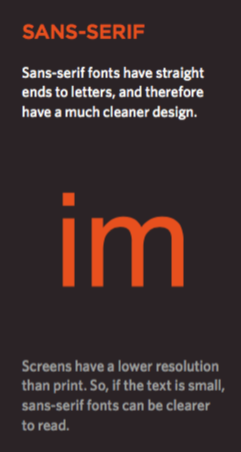 SANS-SERIF
Sans-serif fonts have straight
ends to letters, and therefore
have a much cleaner design.
im
Screens have a lower resolution
than print. So, if the text is small,
sans-serif fonts can be clearer
to read.